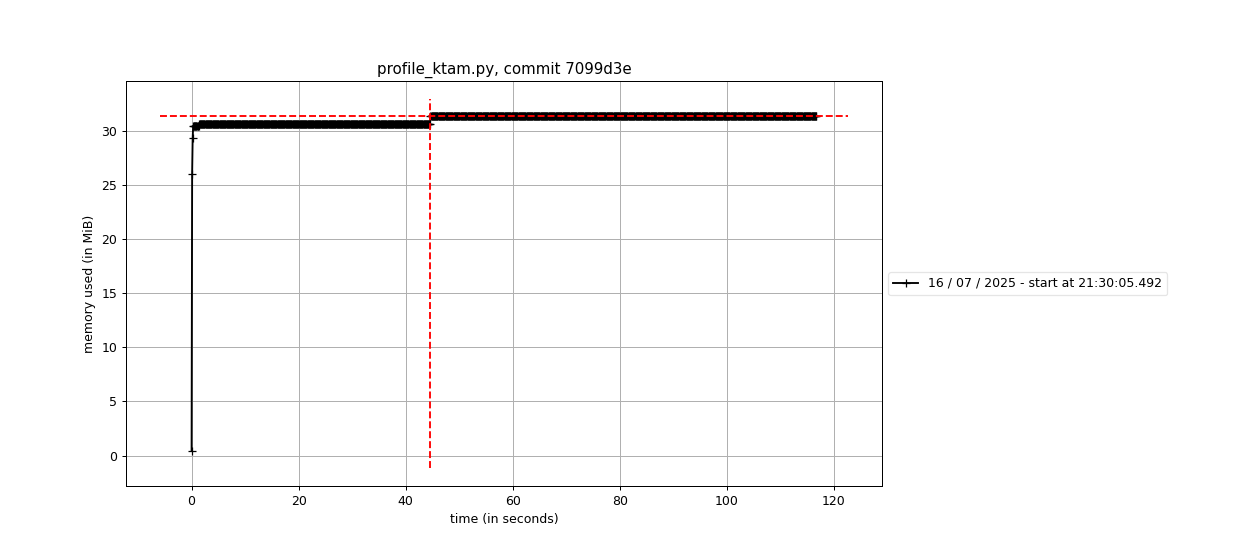 profile_ktam.py, commit 7099d3e
30
25
20
15
10
5
0
memory used (in MiB)
0 20 40 60 80 100 120
time (in seconds)
16 / 07 / 2025 - start at 21:30:05.492